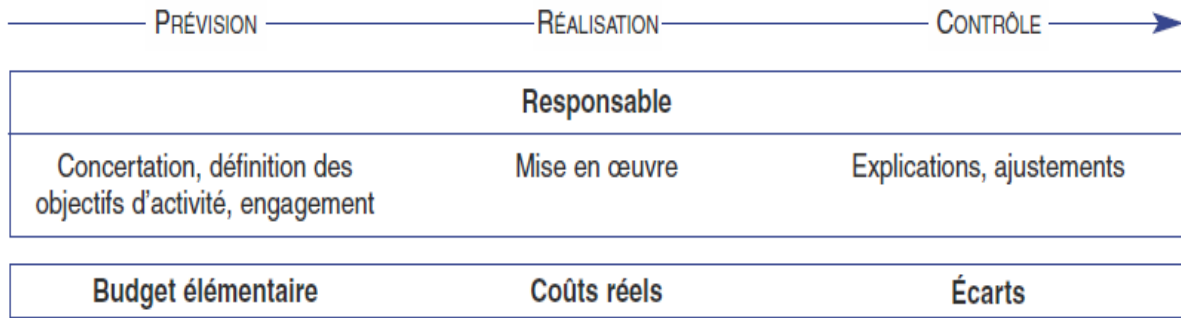 PRÉVISION RÉALISATION CONTRÔLE
Responsable
Concertation, définition des Mise en œuvre Explications, ajustements
objectifs d'activité, engagement
Budget élémentaire Coûts réels Écarts